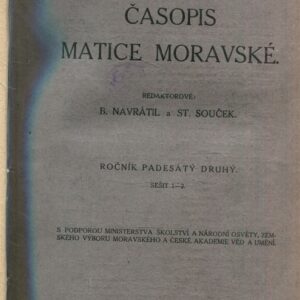 ČASOPIS
MATICE MORAVSKÉ.
REDAKTOROVÉ:
B. NAVRÁTIL a ST. SOUČEK.
ROČNÍK PADESÁTÝ DRUHÝ.
SEŠIT 1—2.
S PODPOROU MINISTERSTVA ŠKOLSTVÍ A NÁRODNÍ OSVĚTY, ZEM-
SKÉHO VÝBORU MORAVSKÉHO A ČESKÉ AKADEMIE VĚD A UMĚNÍ.